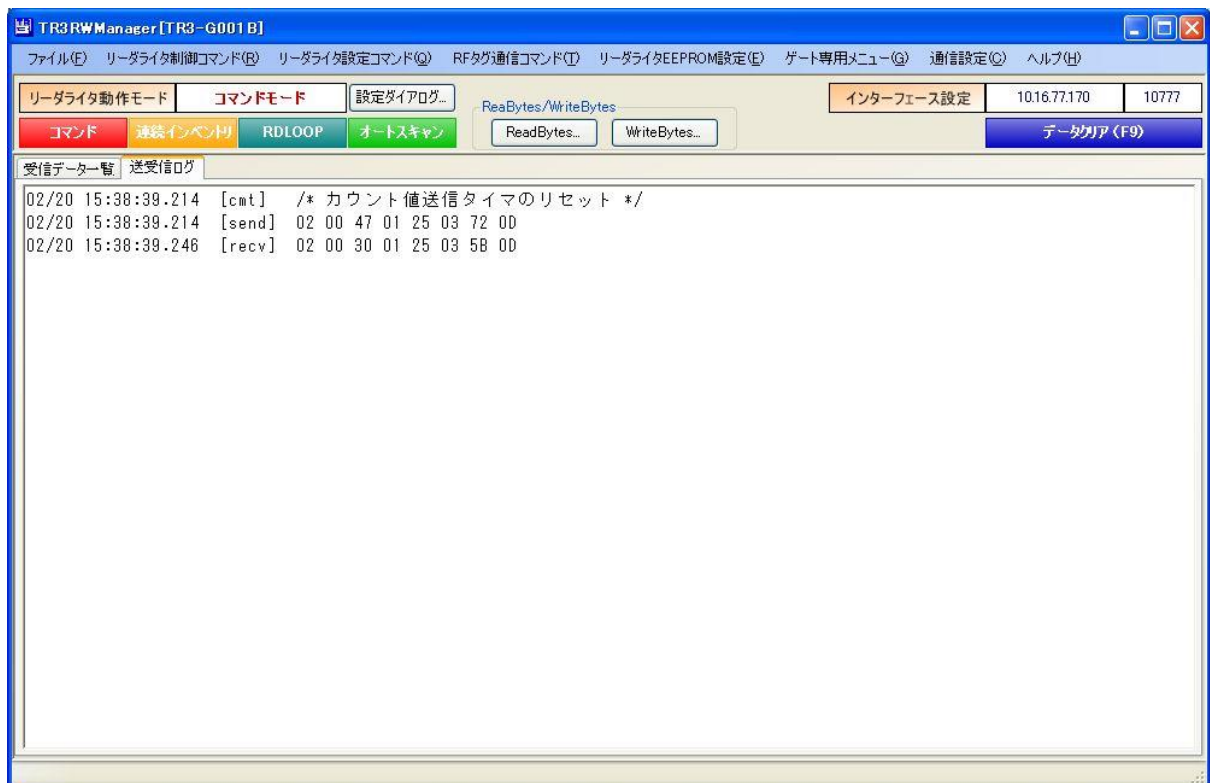 TR3RWManager[TR3-G001B]
ファイル(F) リーダライタ制御コマンド(R) リーダライタ設定コマンド(Q) RFタグ通信コマンド(T) リーダライタEEPROM設定(E) ゲート専用メニュー(G) 通信設定(C) ヘルプ(H)
リーダライタ動作モード コマンドモード 設定ダイアログ... ReaBytes/WriteBytes インターフェース設定 10.16.77.170 10777
コマンド 連続インベントリ RDLOOP オートスキャン ReadBytes... WriteBytes... データクリア(F9)
受信データ一覧 送受信ログ
02/20 15:38:39.214 [cmt] /* カウント値送信タイマのリセット */
02/20 15:38:39.214 [send] 02 00 47 01 25 03 72 0D
02/20 15:38:39.246 [recv] 02 00 30 01 25 03 5B 0D